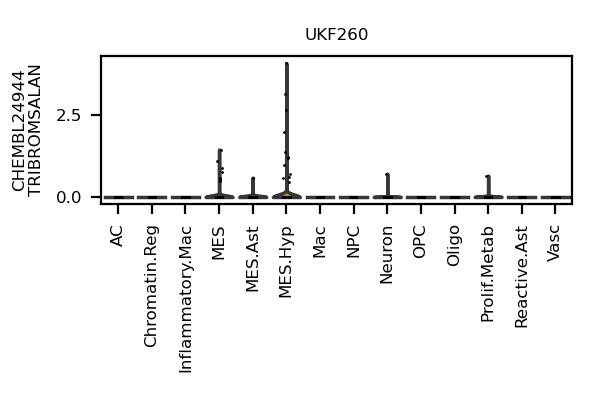 UKF260
CHEMBL24944
TRIBROMSALAN
2.5
0.0
AC
Chromatin.Reg
Inflammatory.Mac
MES
MES.Ast
MES.Hyp
Mac
NPC
Neuron
OPC
Oligo
Prolif.Metab
Reactive.Ast
Vasc